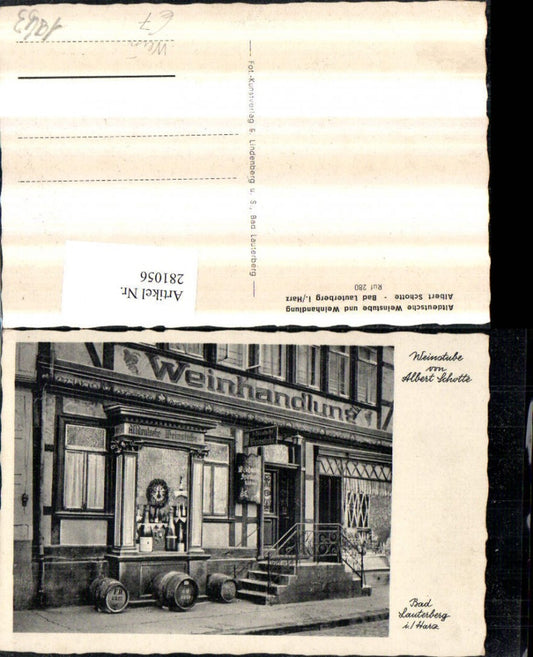 Altdeutsche Weinstube und Weinhandlung
Albert Schotte · Bad Lauterberg i./Harz
Ruf 280
Fot.-Kunstverlag G. Lindenberg u. S., Bad Lauterberg
Artikel Nr.
281056
67
Weinstube
von
Albert Schotte
Weinhandlung
Altdeutsche Weinstube
Bad
Lauterberg
i./Harz